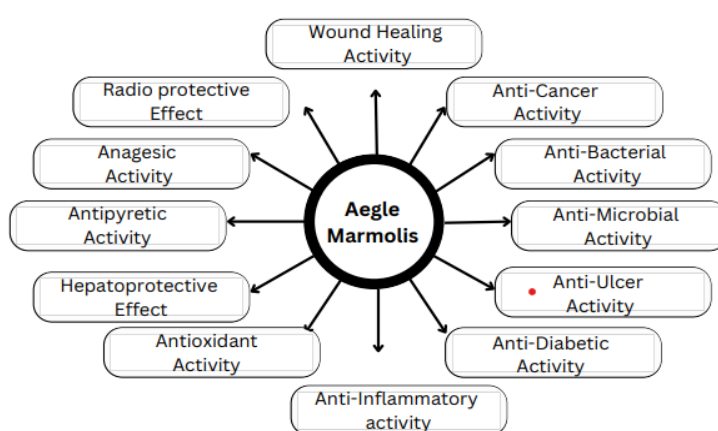 Wound Healing
Activity
Radio protective
Effect
Anti-Cancer
Activity
Anagesic
Activity
Anti-Bacterial
Activity
Antipyretic
Activity
Aegle
Marmolis
Anti-Microbial
Activity
Hepatoprotective
Effect
Anti-Ulcer
Activity
Antioxidant
Activity
Anti-Diabetic
Activity
Anti-Inflammatory
activity